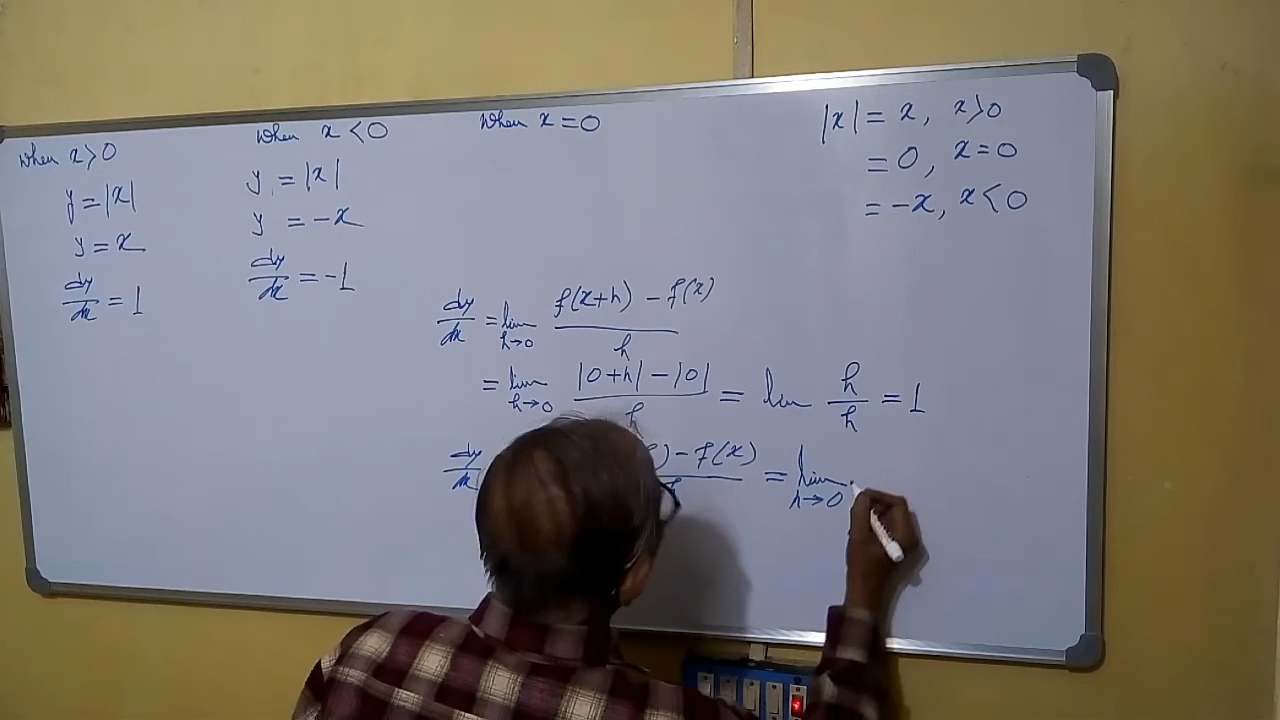 when x>0
y = |x|
y = x
dy/dx = 1
when x<0
y = |x|
y = -x
dy/dx = -1
when x=0
|x| = x, x>0
= 0, x=0
= -x, x<0
dy/dx = lim h→0 f(x+h) - f(x) / h
= lim h→0 |0+h| - |0| / h = lim h/h = 1
dy/dx ) - f(x) = lim h→0